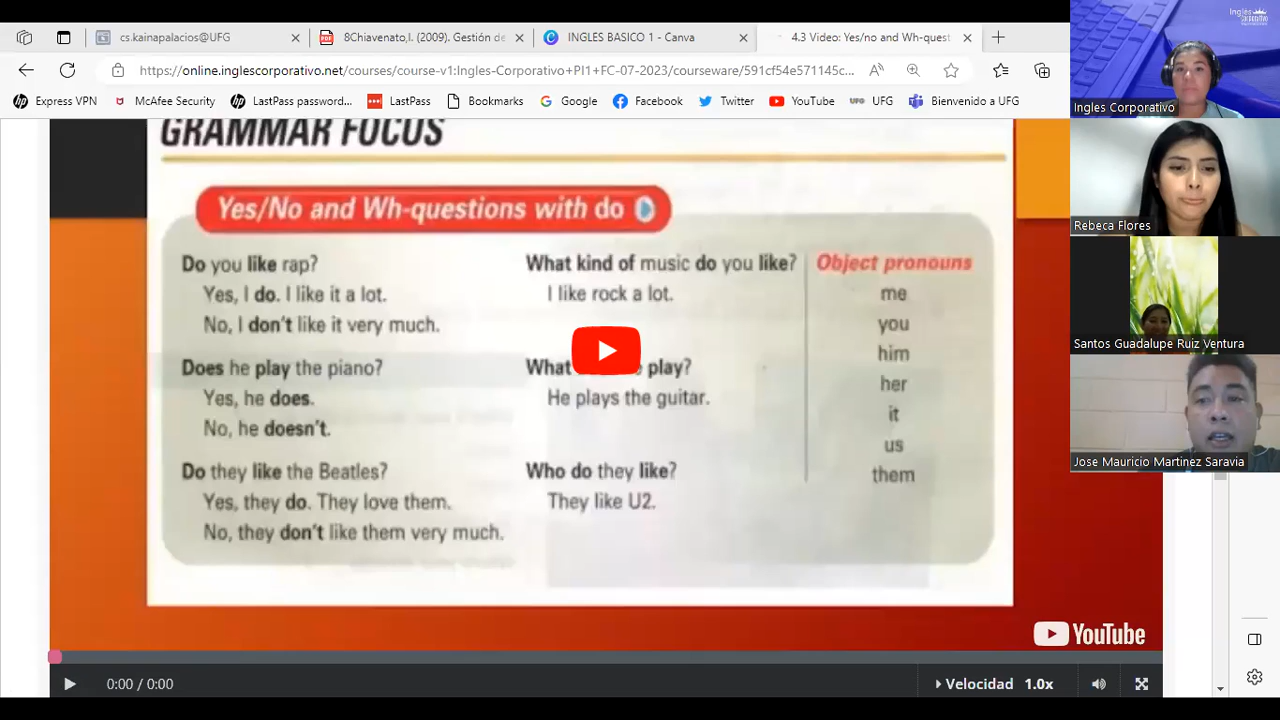 cs.kainapalacios@UFG
8Chiavenato,I. (2009). Gestión de
INGLES BASICO 1 - Canva
4.3 Video: Yes/no and Wh-quest
https://online.inglescorporativo.net/courses/course-v1:Ingles-Corporativo+PI1+FC-07-2023/courseware/591cf54e571145c...
Express VPN
McAfee Security
LastPass password...
LastPass
Bookmarks
Google
Facebook
Twitter
YouTube
UFG
Bienvenido a UFG
GRAMMAR FOCUS
Yes/No and Wh-questions with do
Do you like rap?
Yes, I do. I like it a lot.
No, I don't like it very much.
Does he play the piano?
Yes, he does.
No, he doesn't.
Do they like the Beatles?
Yes, they do. They love them.
No, they don't like them very much.
What kind of music do you like?
I like rock a lot.
What play?
He plays the guitar.
Who do they like?
They like U2.
Object pronouns
me
you
him
her
it
us
them
YouTube
0:00 / 0:00
Velocidad 1.0x
Ingles Corporativo
Ingles Corporativo
Rebeca Flores
Santos Guadalupe Ruiz Ventura
Jose Mauricio Martinez Saravia